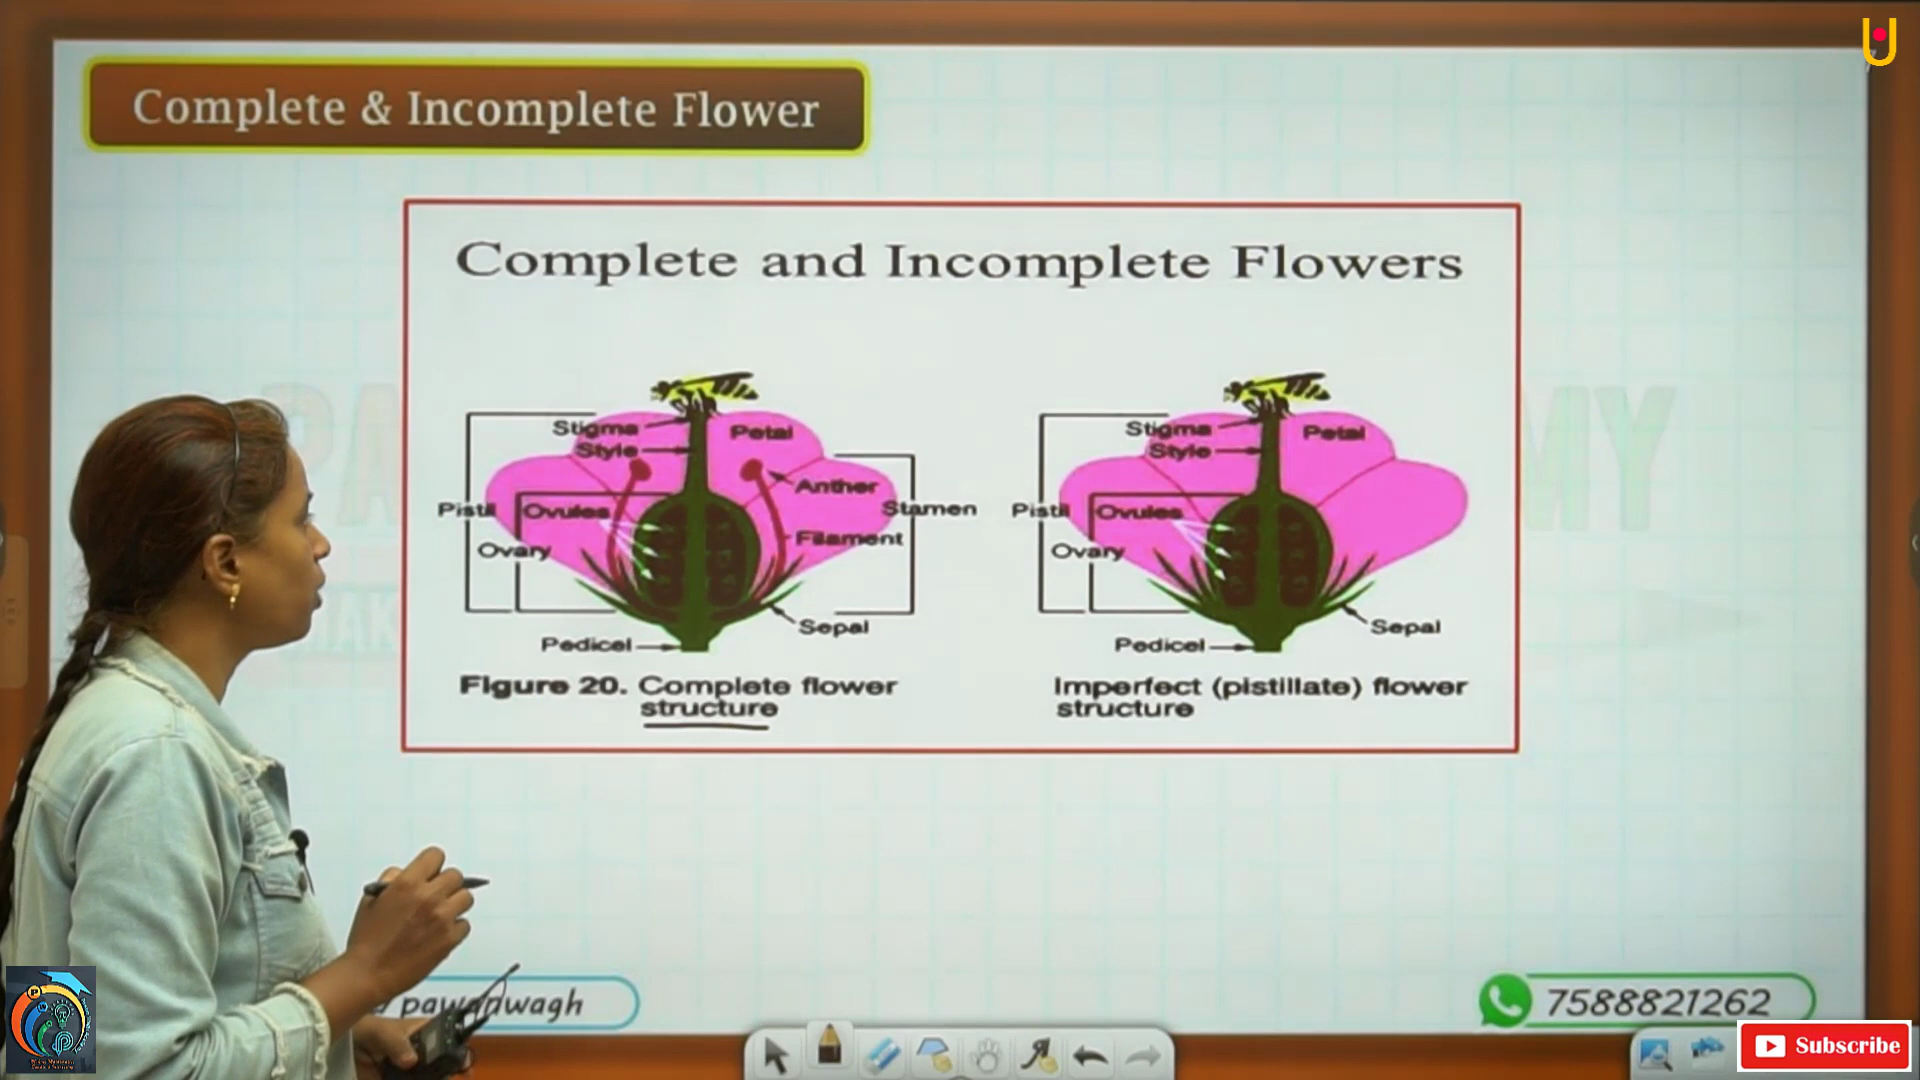 Complete & Incomplete Flower
Complete and Incomplete Flowers
Stigma
Petal
Style
Anther
Pistil
Ovules
Stamen
Filament
Ovary
Sepal
Pedicel
Figure 20. Complete flower
structure
Stigma
Petal
Style
Pistil
Ovules
Ovary
Sepal
Pedicel
Imperfect (pistillate) flower
structure
pawanwagh
7588821262
Subscribe